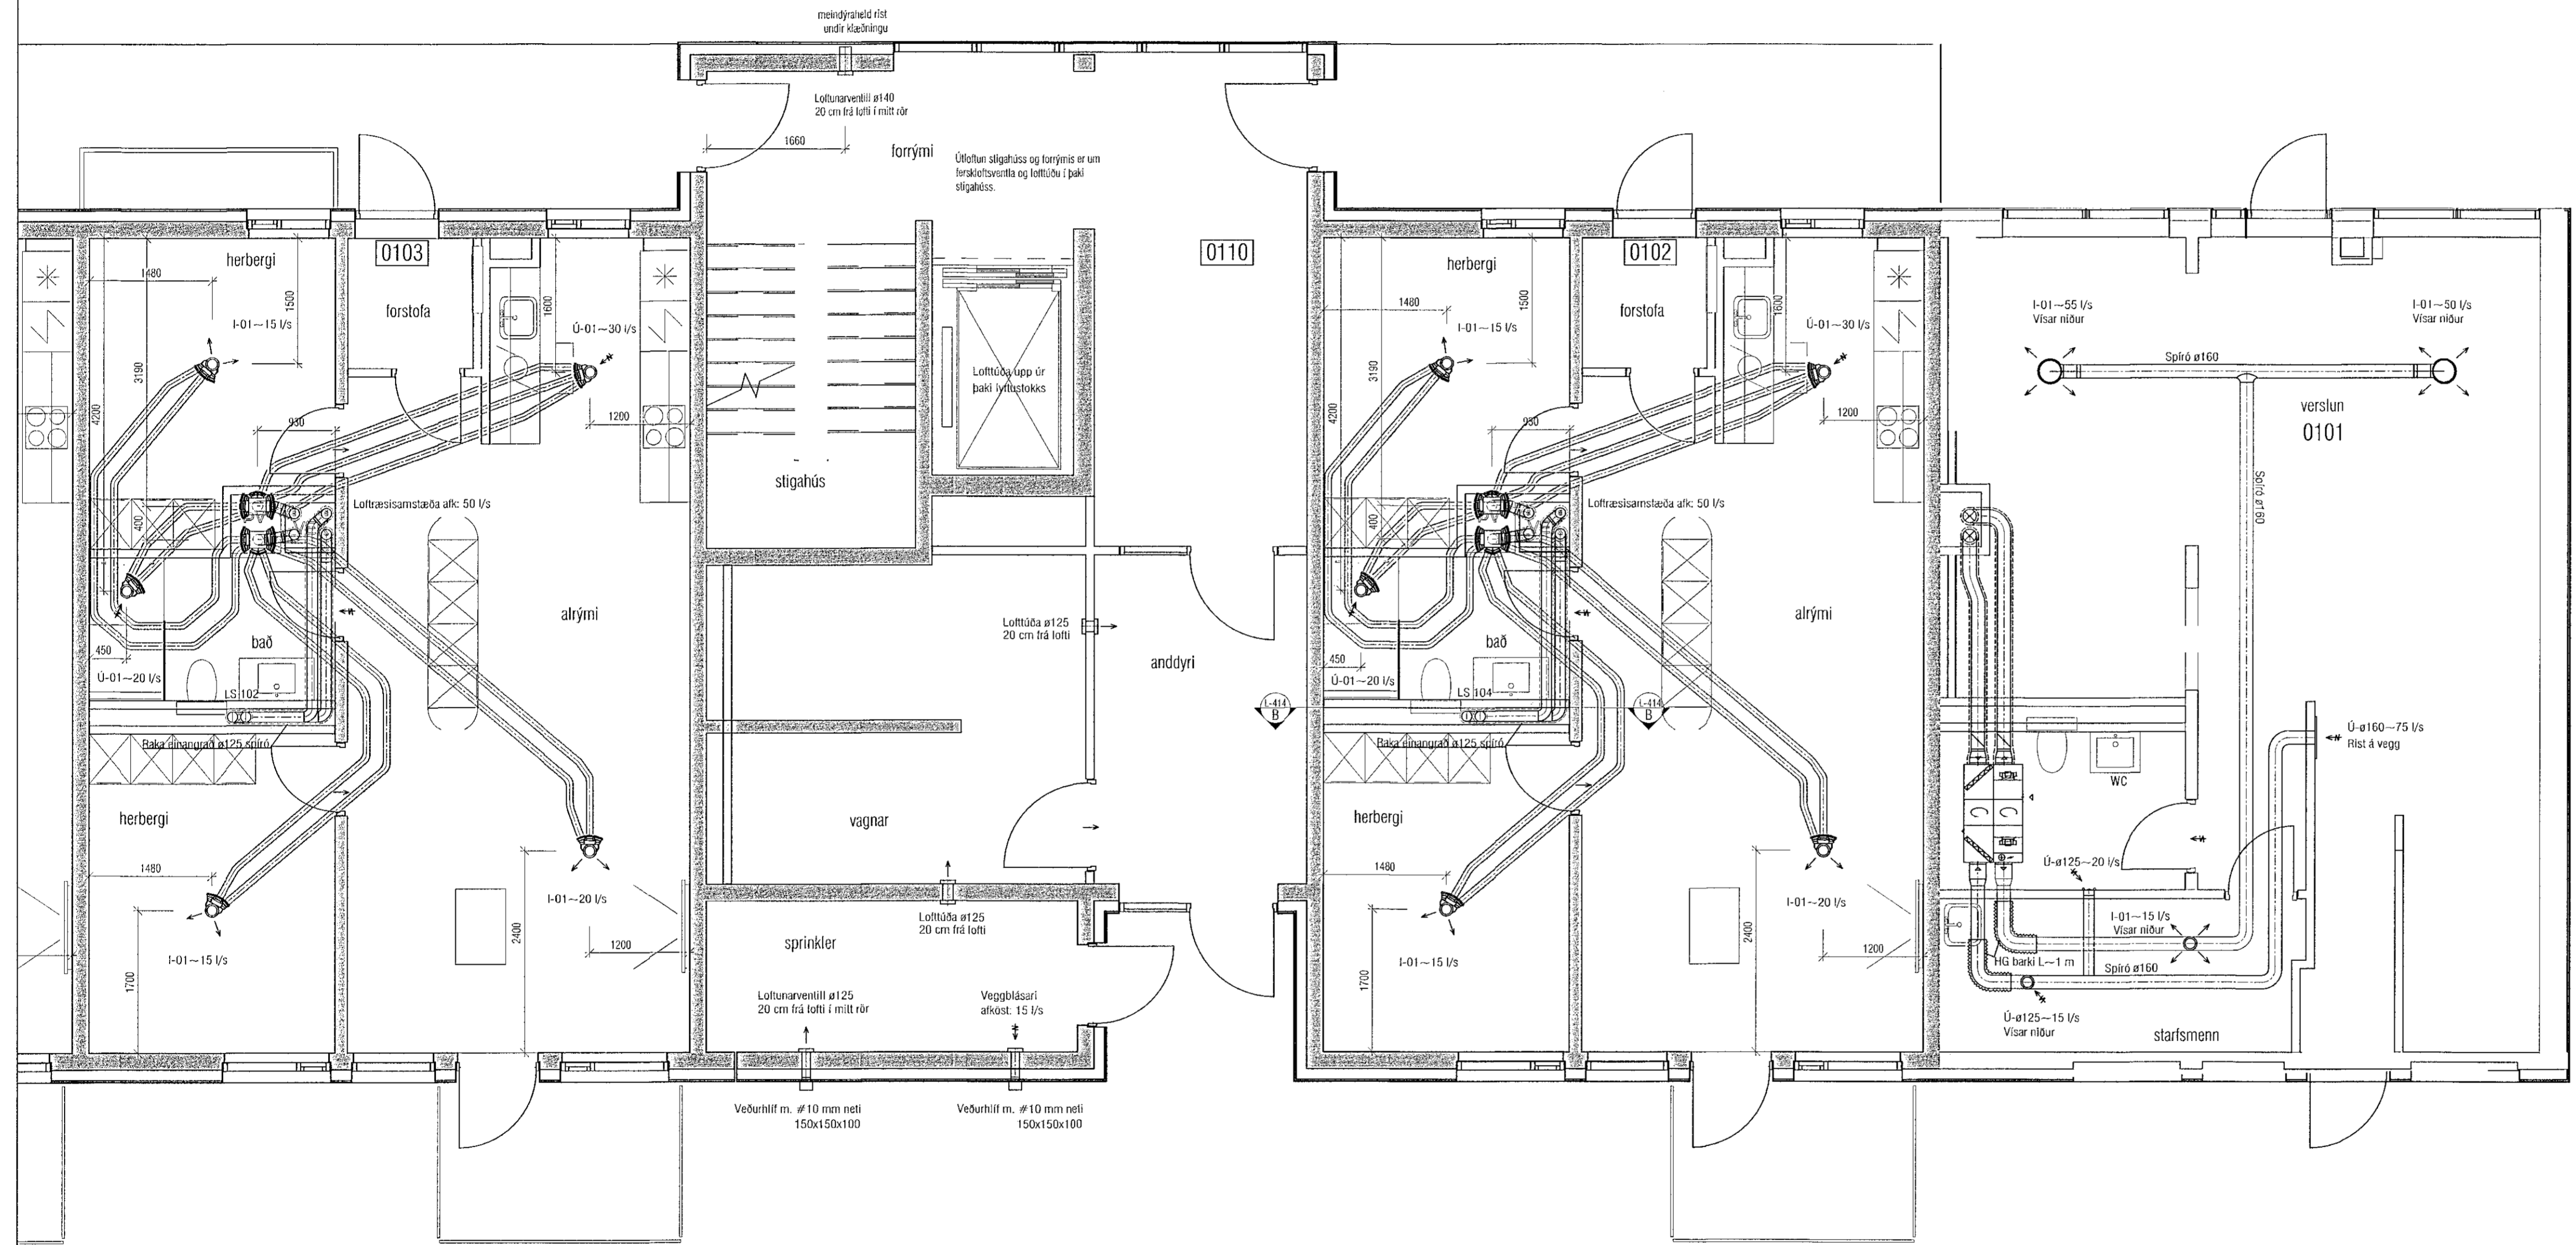 meindýraheld rist
undir klæðningu
Loftunarventill ø140
20 cm frá lofti í mitt rör
1660
forrými
Útloftun stigahúss og forrýmis er um
ferskloftsventla og lofttúðu í þaki
stigahúss.
0110
stigahús
Lofttúða upp úr
þaki lyftustokks
0103
herbergi
1480
1500
I-01~15 l/s
3190
4200
forstofa
1600
Ú-01~30 l/s
1200
930
400
Loftræsisamstæða afk: 50 l/s
alrými
bað
450
Ú-01~20 l/s
LS 102
Raka einangrað ø125 spíró
herbergi
1480
I-01~15 l/s
1700
I-01~20 l/s
2400
1200
Lofttúða ø125
20 cm frá lofti
anddyri
vagnar
Lofttúða ø125
20 cm frá lofti
sprinkler
Loftunarventill ø125
20 cm frá lofti í mitt rör
Veggblásari
afköst: 15 l/s
Veðurhlíf m. #10 mm neti
150x150x100
Veðurhlíf m. #10 mm neti
150x150x100
0102
herbergi
1480
1500
I-01~15 l/s
3190
4200
forstofa
1600
Ú-01~30 l/s
1200
930
400
Loftræsisamstæða afk: 50 l/s
alrými
bað
450
Ú-01~20 l/s
LS 104
L-414
B
L-414
B
Raka einangrað ø125 spíró
herbergi
1480
I-01~15 l/s
1700
I-01~20 l/s
2400
1200
I-01~55 l/s
Vísar niður
I-01~50 l/s
Vísar niður
Spíró ø160
verslun
0101
Spíró ø160
Ú-ø160~75 l/s
Rist á vegg
WC
Ú-ø125~20 l/s
I-01~15 l/s
Vísar niður
HG barki L~1 m
Spíró ø160
Ú-ø125~15 l/s
Vísar niður
starfsmenn